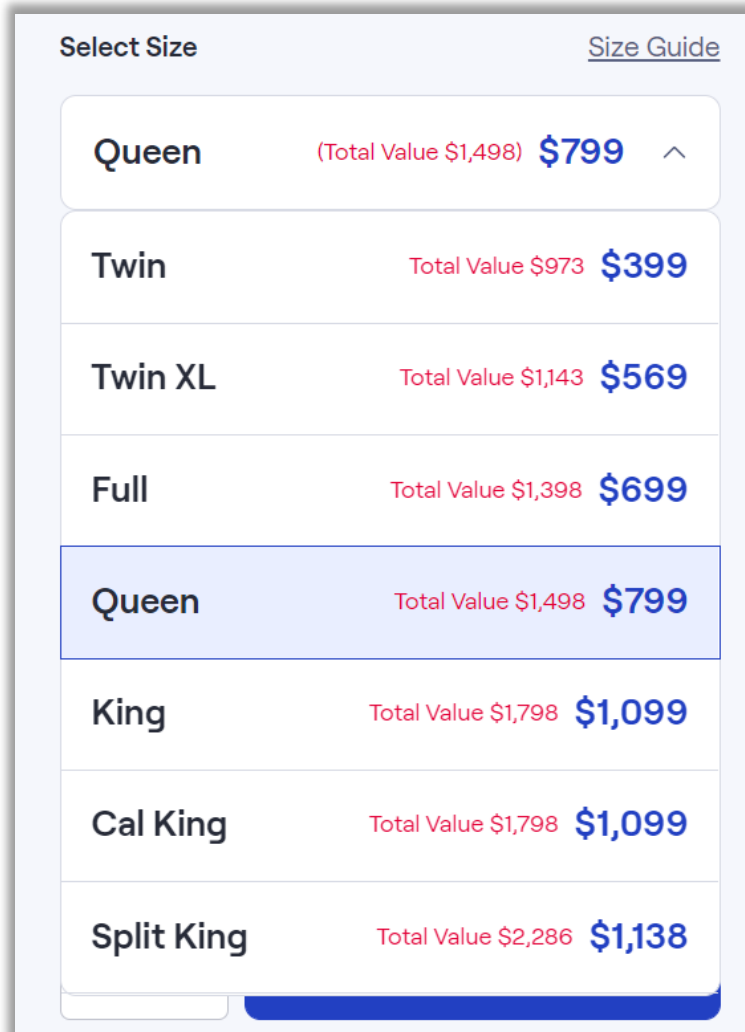 Select Size Size Guide
Queen (Total Value $1,498) $799
Twin Total Value $973 $399
Twin XL Total Value $1,143 $569
Full Total Value $1,398 $699
Queen Total Value $1,498 $799
King Total Value $1,798 $1,099
Cal King Total Value $1,798 $1,099
Split King Total Value $2,286 $1,138